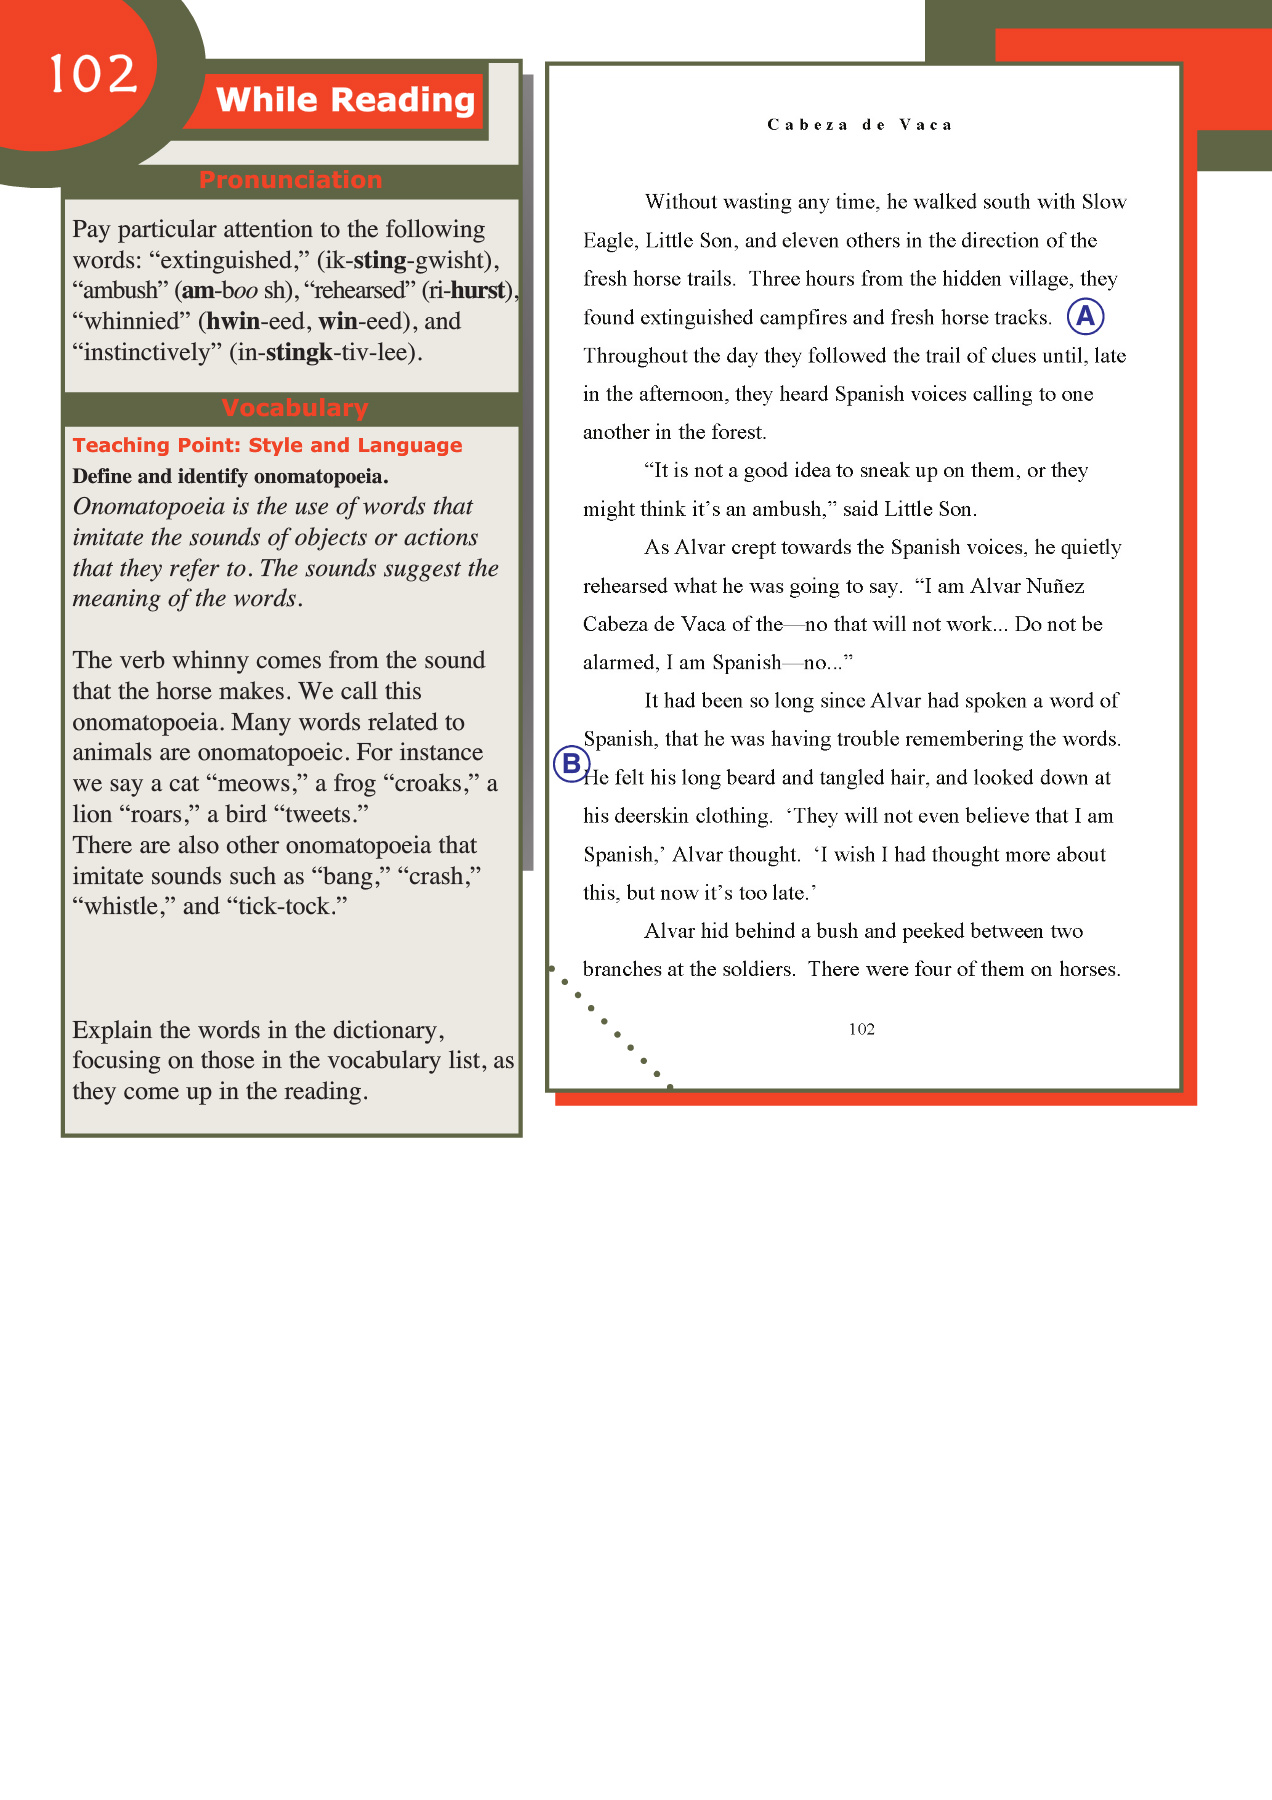 102
While Reading
Pronunciation
Pay particular attention to the following
words: “extinguished,” (ik-sting-gwisht),
“ambush” (am-boo sh), “rehearsed” (ri-hurst),
“whinnied” (hwin-eed, win-eed), and
“instinctively” (in-stingk-tiv-lee).
Vocabulary
Teaching Point: Style and Language
Define and identify onomatopoeia.
Onomatopoeia is the use of words that
imitate the sounds of objects or actions
that they refer to. The sounds suggest the
meaning of the words.
The verb whinny comes from the sound
that the horse makes. We call this
onomatopoeia. Many words related to
animals are onomatopoeic. For instance
we say a cat “meows,” a frog “croaks,” a
lion “roars,” a bird “tweets.”
There are also other onomatopoeia that
imitate sounds such as “bang,” “crash,”
“whistle,” and “tick-tock.”
Explain the words in the dictionary,
focusing on those in the vocabulary list, as
they come up in the reading.
Cabeza de Vaca
Without wasting any time, he walked south with Slow
Eagle, Little Son, and eleven others in the direction of the
fresh horse trails.  Three hours from the hidden village, they
found extinguished campfires and fresh horse tracks. A
Throughout the day they followed the trail of clues until, late
in the afternoon, they heard Spanish voices calling to one
another in the forest.
“It is not a good idea to sneak up on them, or they
might think it’s an ambush,” said Little Son.
As Alvar crept towards the Spanish voices, he quietly
rehearsed what he was going to say.  “I am Alvar Nuñez
Cabeza de Vaca of the—no that will not work... Do not be
alarmed, I am Spanish—no...”
It had been so long since Alvar had spoken a word of
Spanish, that he was having trouble remembering the words.
B
He felt his long beard and tangled hair, and looked down at
his deerskin clothing.  ‘They will not even believe that I am
Spanish,’ Alvar thought.  ‘I wish I had thought more about
this, but now it’s too late.’
Alvar hid behind a bush and peeked between two
branches at the soldiers.  There were four of them on horses.
102